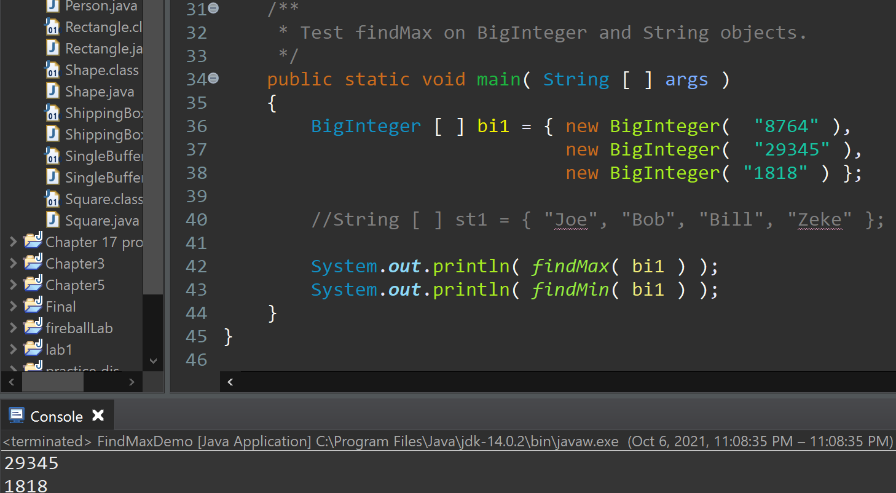 Person.java
Rectangle.cl
Rectangle.ja
Shape.class
Shape.java
ShippingBo
ShippingBo
SingleBuffe
SingleBuffe
Square.class
Square.java
Chapter 17 pro
Chapter3
Chapter5
Final
fireballLab
lab1
practice dis
31 /**
32 * Test findMax on BigInteger and String objects.
33 */
34 public static void main( String [ ] args )
35 {
36 BigInteger [ ] bi1 = { new BigInteger( "8764" ),
37 new BigInteger( "29345" ),
38 new BigInteger( "1818" ) };
39
40 //String [ ] st1 = { "Joe", "Bob", "Bill", "Zeke" };
41
42 System.out.println( findMax( bi1 ) );
43 System.out.println( findMin( bi1 ) );
44 }
45 }
46
Console
<terminated> FindMaxDemo [Java Application] C:\Program Files\Java\jdk-14.0.2\bin\javaw.exe (Oct 6, 2021, 11:08:35 PM – 11:08:35 PM)
29345
1818